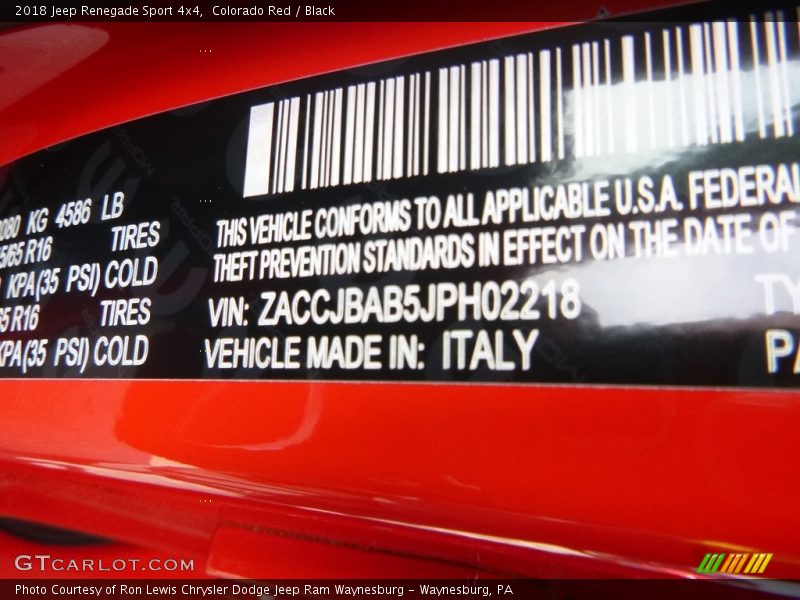 2018 Jeep Renegade Sport 4x4,  Colorado Red / Black
KG 4586 LB
R16 TIRES
KPA(35 PSI) COLD
R16 TIRES
KPA(35 PSI) COLD
THIS VEHICLE CONFORMS TO ALL APPLICABLE U.S.A. FEDERAL
THEFT PREVENTION STANDARDS IN EFFECT ON THE DATE OF
VIN: ZACCJBAB5JPH02218
VEHICLE MADE IN: ITALY
GTCARLOT.COM
Photo Courtesy of Ron Lewis Chrysler Dodge Jeep Ram Waynesburg - Waynesburg, PA